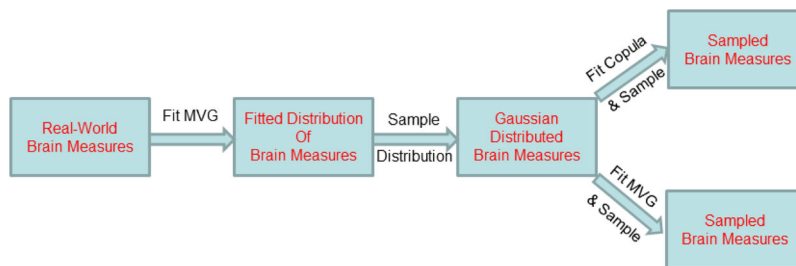 Real-World
Brain Measures
Fit MVG
Fitted Distribution
Of
Brain Measures
Sample
Distribution
Gaussian
Distributed
Brain Measures
Fit Copula
& Sample
Sampled
Brain Measures
Fit MVG
& Sample
Sampled
Brain Measures